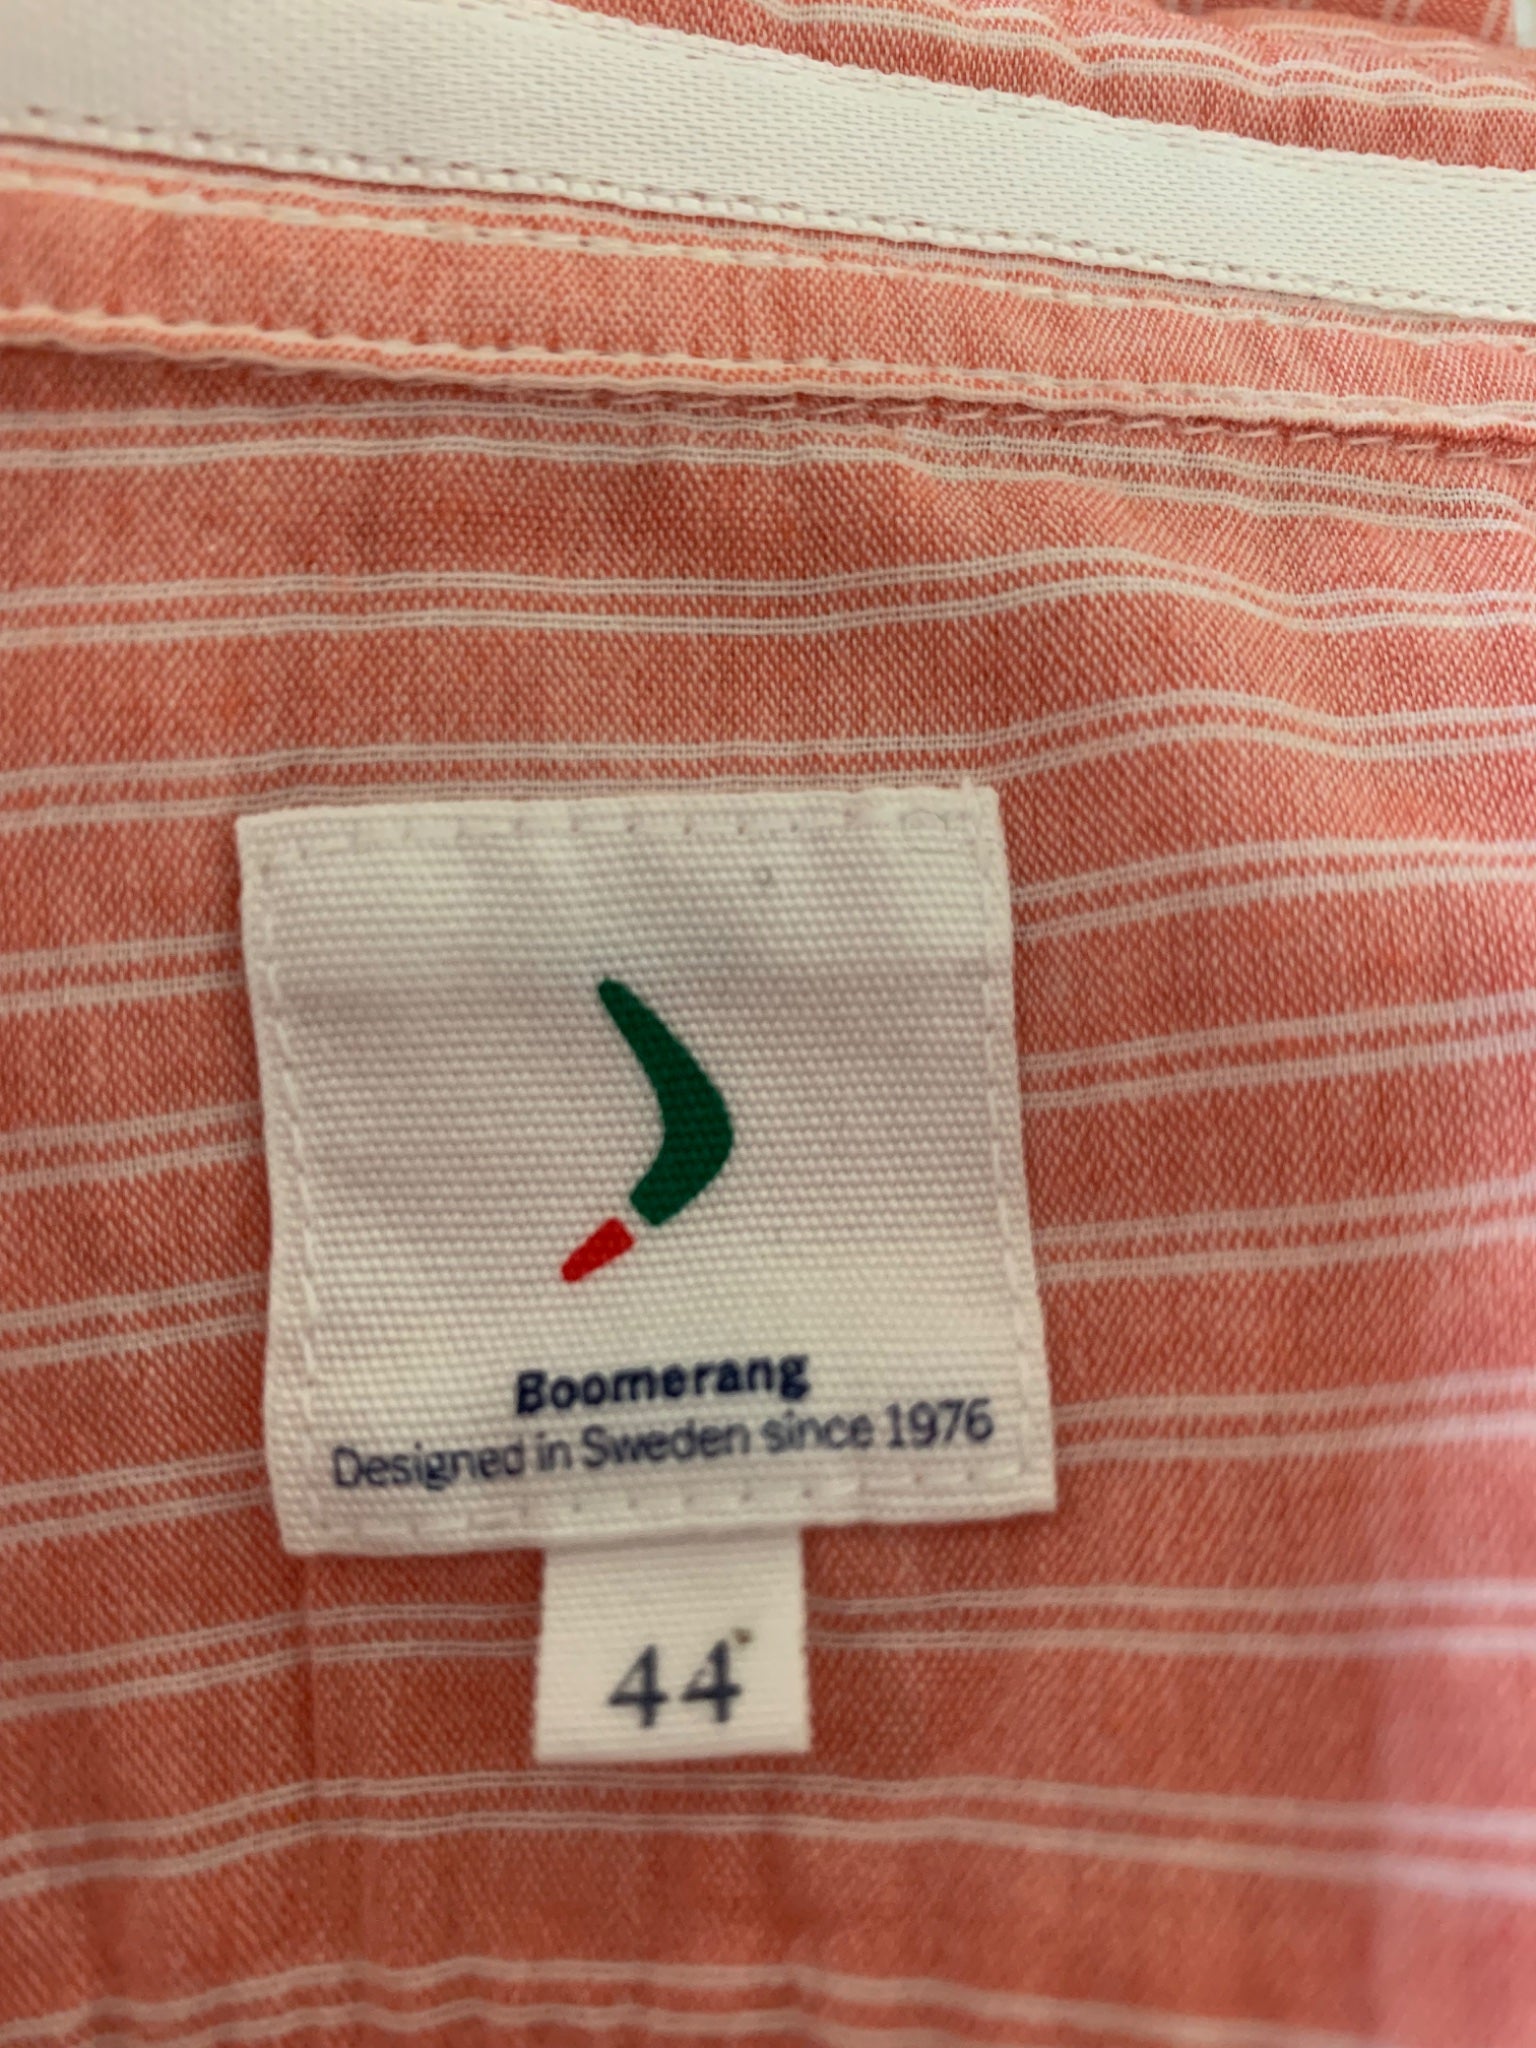 Boomerang
Designed in Sweden since 1976
44